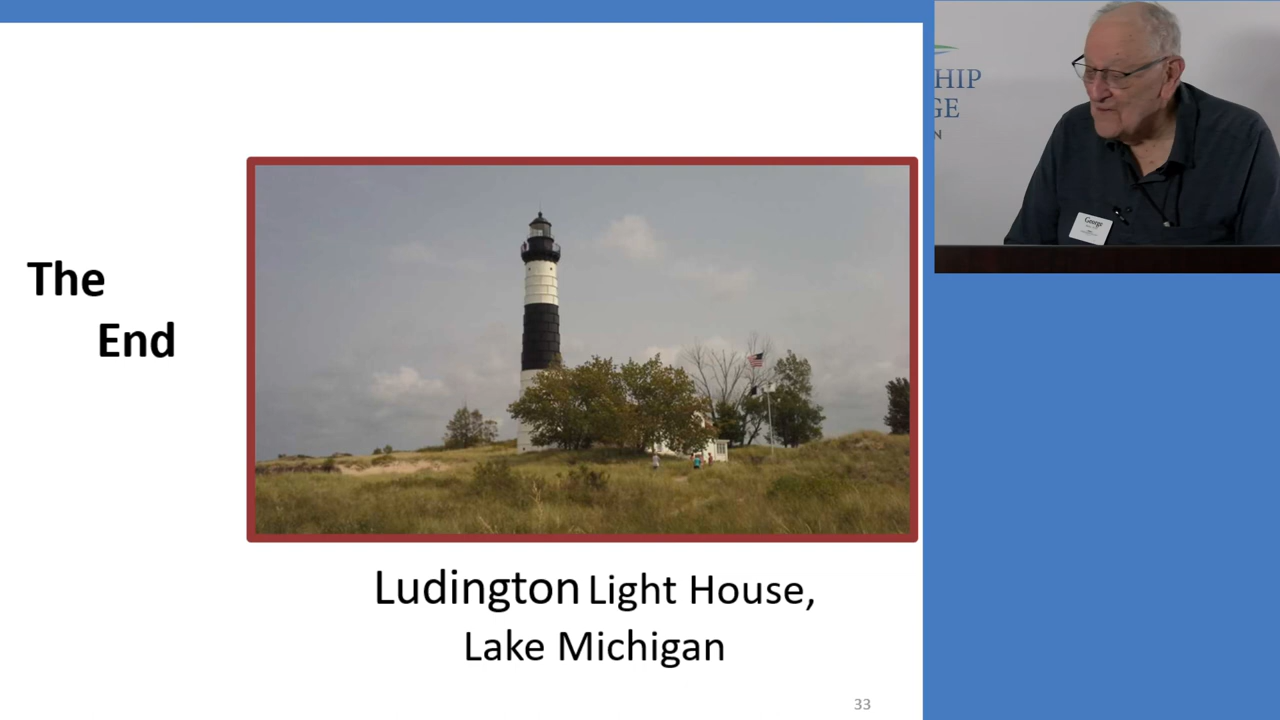 The
End
Ludington Light House,
Lake Michigan
33
HIP
GE
N
George